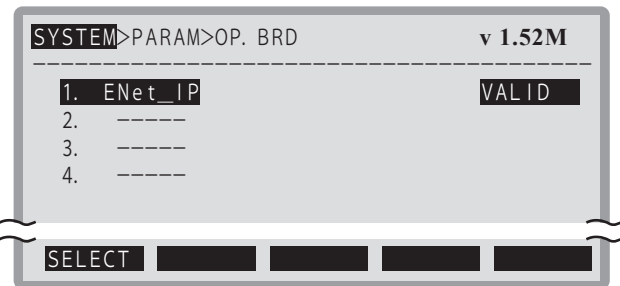 SYSTEM>PARAM>OP. BRD v 1.52M
1. ENet_IP VALID
2. -----
3. -----
4. -----
SELECT